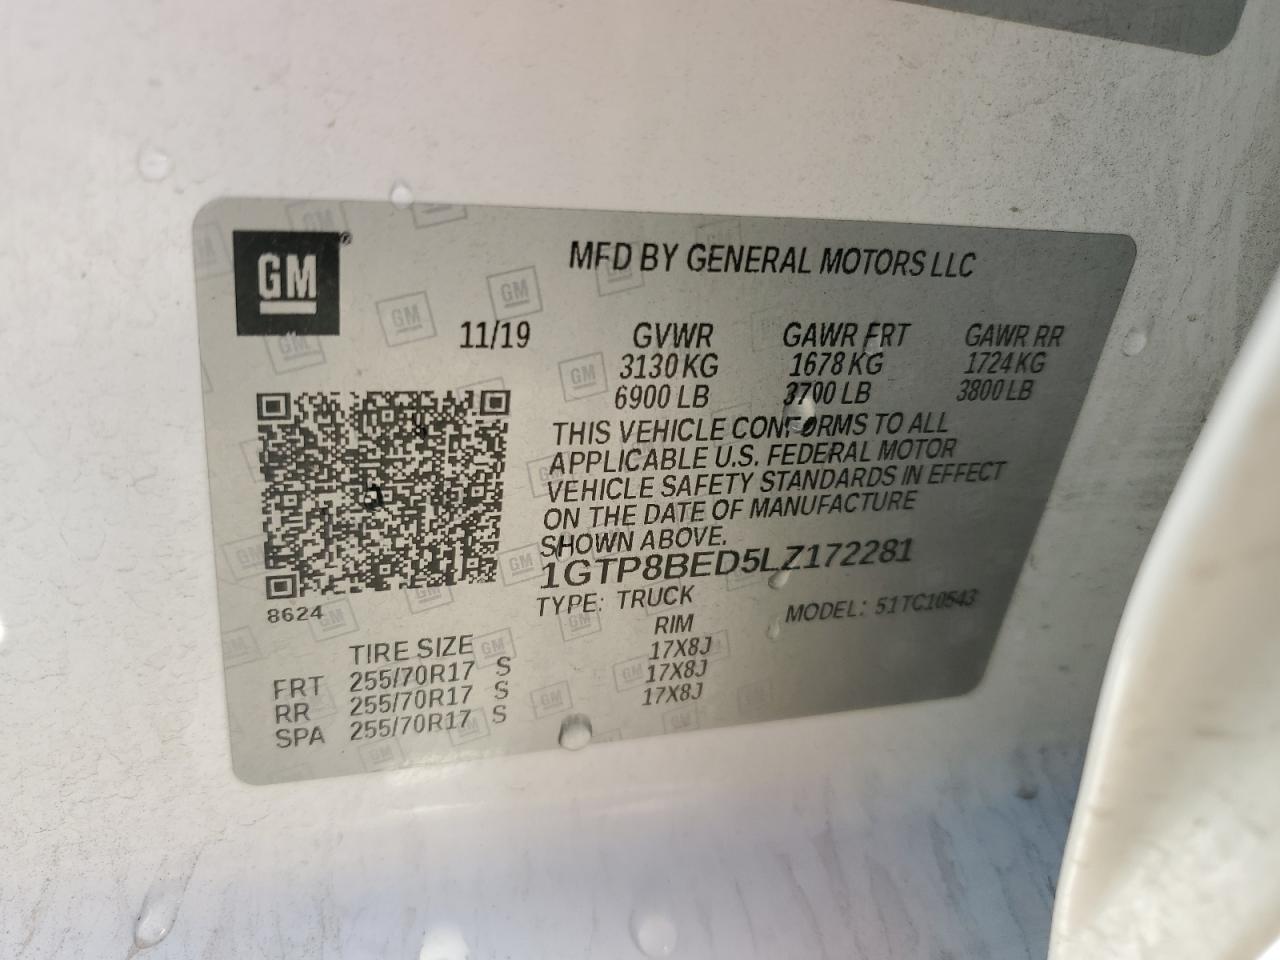 GM
MFD BY GENERAL MOTORS LLC
11/19 GVWR GAWR FRT GAWR RR
3130 KG 1678 KG 1724 KG
6900 LB 3700 LB 3800 LB
THIS VEHICLE CONFORMS TO ALL
APPLICABLE U.S. FEDERAL MOTOR
VEHICLE SAFETY STANDARDS IN EFFECT
ON THE DATE OF MANUFACTURE
SHOWN ABOVE.
1GTP8BED5LZ172281
8624
TYPE: TRUCK MODEL: 51TC10543
TIRE SIZE RIM
FRT 255/70R17 S 17X8J
RR 255/70R17 S 17X8J
SPA 255/70R17 S 17X8J